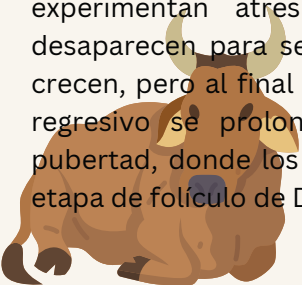 experimentan atres
desaparecen para se
crecen, pero al final
regresivo se prolon
pubertad, donde los
etapa de folículo de D